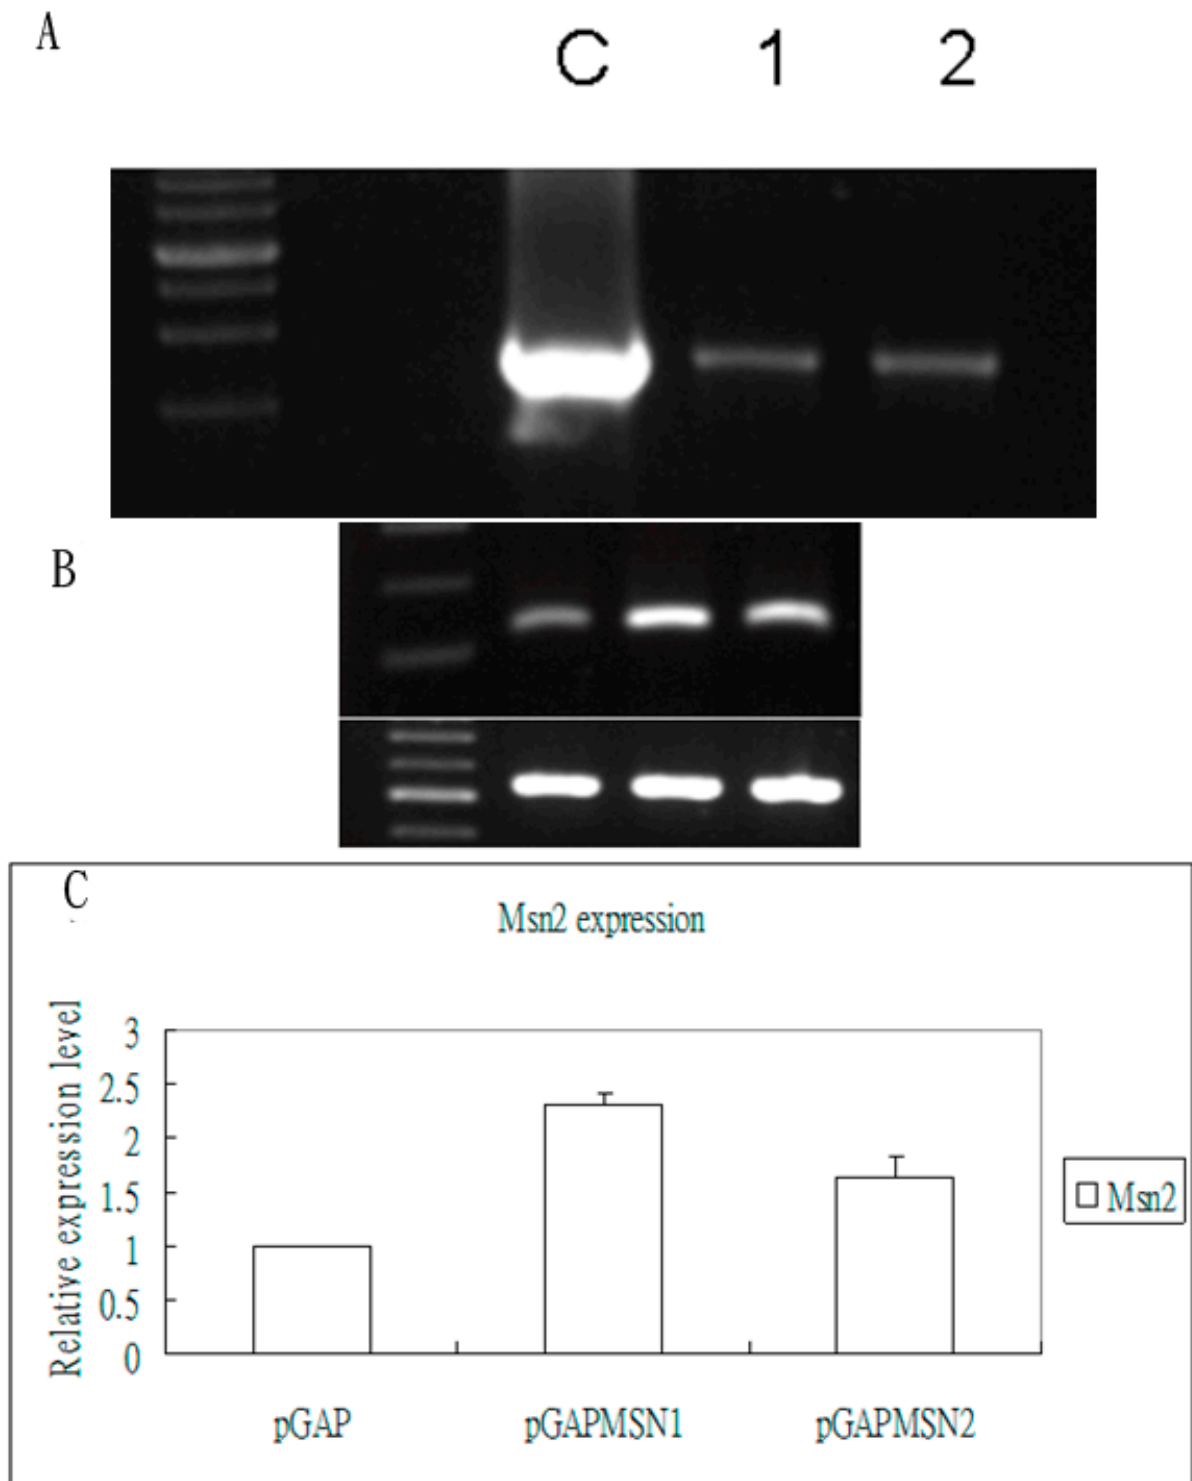 A
C 1 2
B
C
Msn2 expression
Relative expression level
3
2.5
2
1.5
1
0.5
0
pGAP pGAPMSN1 pGAPMSN2
Msn2